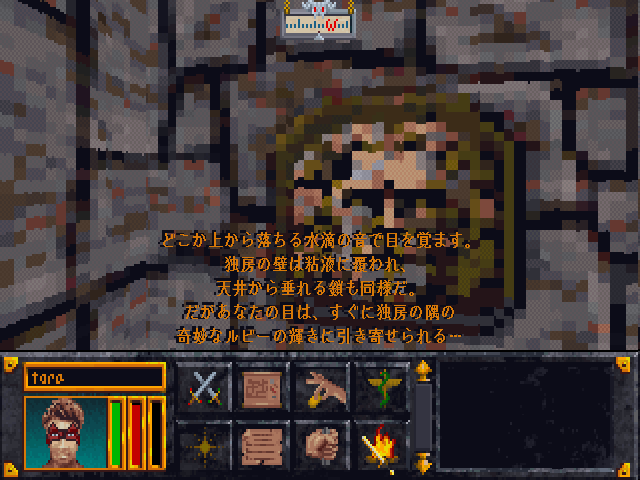 W
どこか上から落ちる水滴の音で目を覚ます。
独房の壁は粘液に覆われ、
天井から垂れる鎖も同様だ。
だがあなたの目は、すぐに独房の隅の
奇妙なルビーの輝きに引き寄せられる…
tara